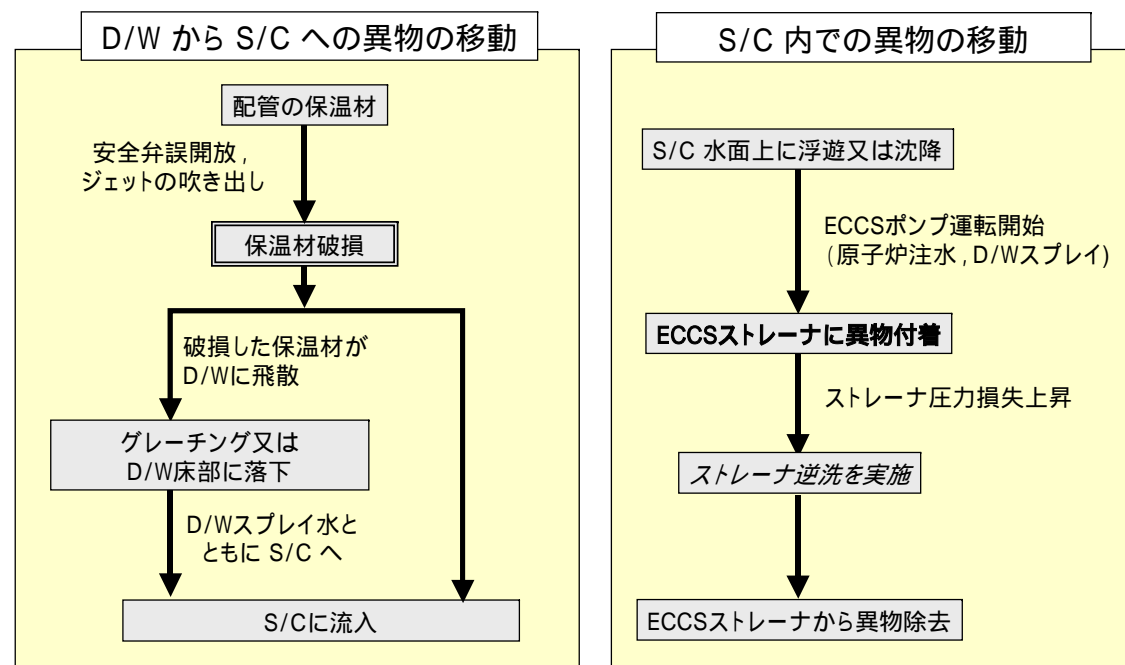 D/W から S/C への異物の移動
配管の保温材
安全弁誤開放,
ジェットの吹き出し
保温材破損
破損した保温材が
D/Wに飛散
グレーチング又は
D/W床部に落下
D/Wスプレイ水と
ともに S/C へ
S/Cに流入
S/C 内での異物の移動
S/C 水面上に浮遊又は沈降
ECCSポンプ運転開始
(原子炉注水,D/Wスプレイ)
ECCSストレーナに異物付着
ストレーナ圧力損失上昇
ストレーナ逆洗を実施
ECCSストレーナから異物除去